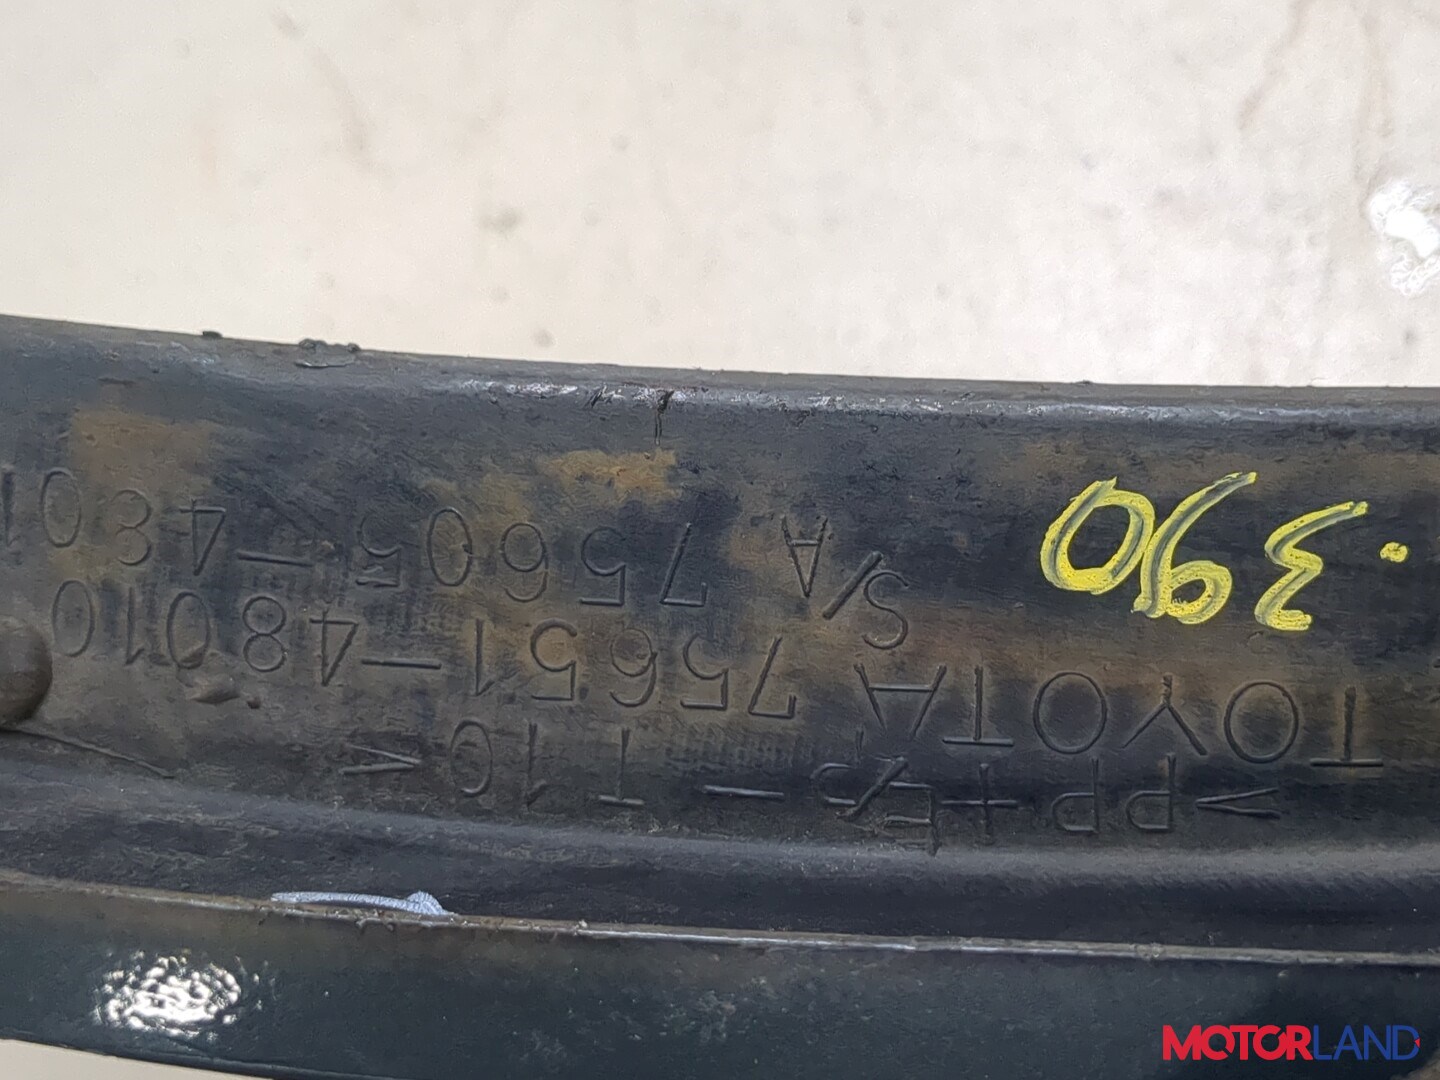 >PP+E/S-T10<
TOYOTA 75651-48010
S/A 75605-4801
.390
MOTORLAND